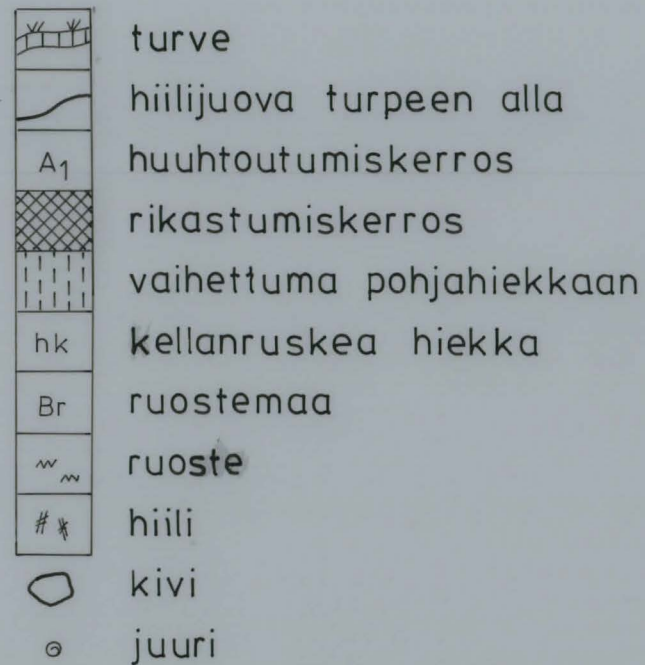 turve
hiilijuova turpeen alla
A1 huuhtoutumiskerros
rikastumiskerros
vaihettuma pohjahiekkaan
hk kellanruskea hiekka
Br ruostemaa
ruoste
hiili
kivi
juuri